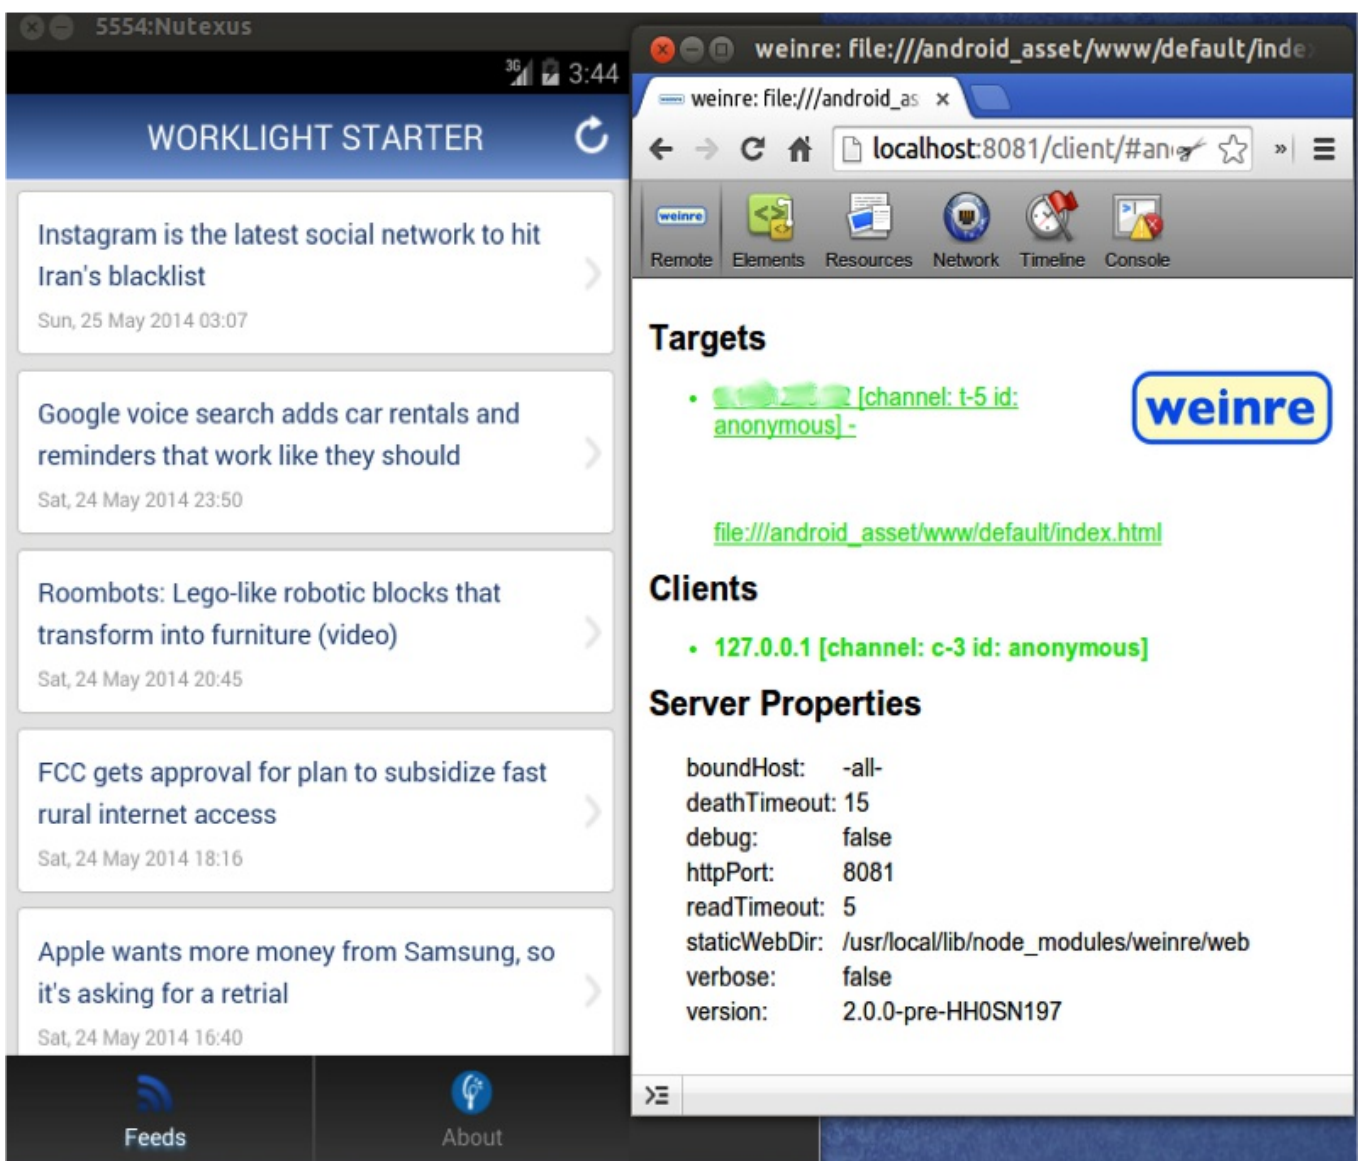 5554:Nutexus
3G 3:44
WORKLIGHT STARTER
Instagram is the latest social network to hit
Iran's blacklist
Sun, 25 May 2014 03:07
Google voice search adds car rentals and
reminders that work like they should
Sat, 24 May 2014 23:50
Roombots: Lego-like robotic blocks that
transform into furniture (video)
Sat, 24 May 2014 20:45
FCC gets approval for plan to subsidize fast
rural internet access
Sat, 24 May 2014 18:16
Apple wants more money from Samsung, so
it's asking for a retrial
Sat, 24 May 2014 16:40
Feeds About
weinre: file:///android_asset/www/default/inde
weinre: file:///android_as
localhost:8081/client/#an
weinre
Remote Elements Resources Network Timeline Console
Targets
[channel: t-5 id:
anonymous] -
weinre
file:///android_asset/www/default/index.html
Clients
• 127.0.0.1 [channel: c-3 id: anonymous]
Server Properties
boundHost: -all-
deathTimeout: 15
debug: false
httpPort: 8081
readTimeout: 5
staticWebDir: /usr/local/lib/node_modules/weinre/web
verbose: false
version: 2.0.0-pre-HH0SN197